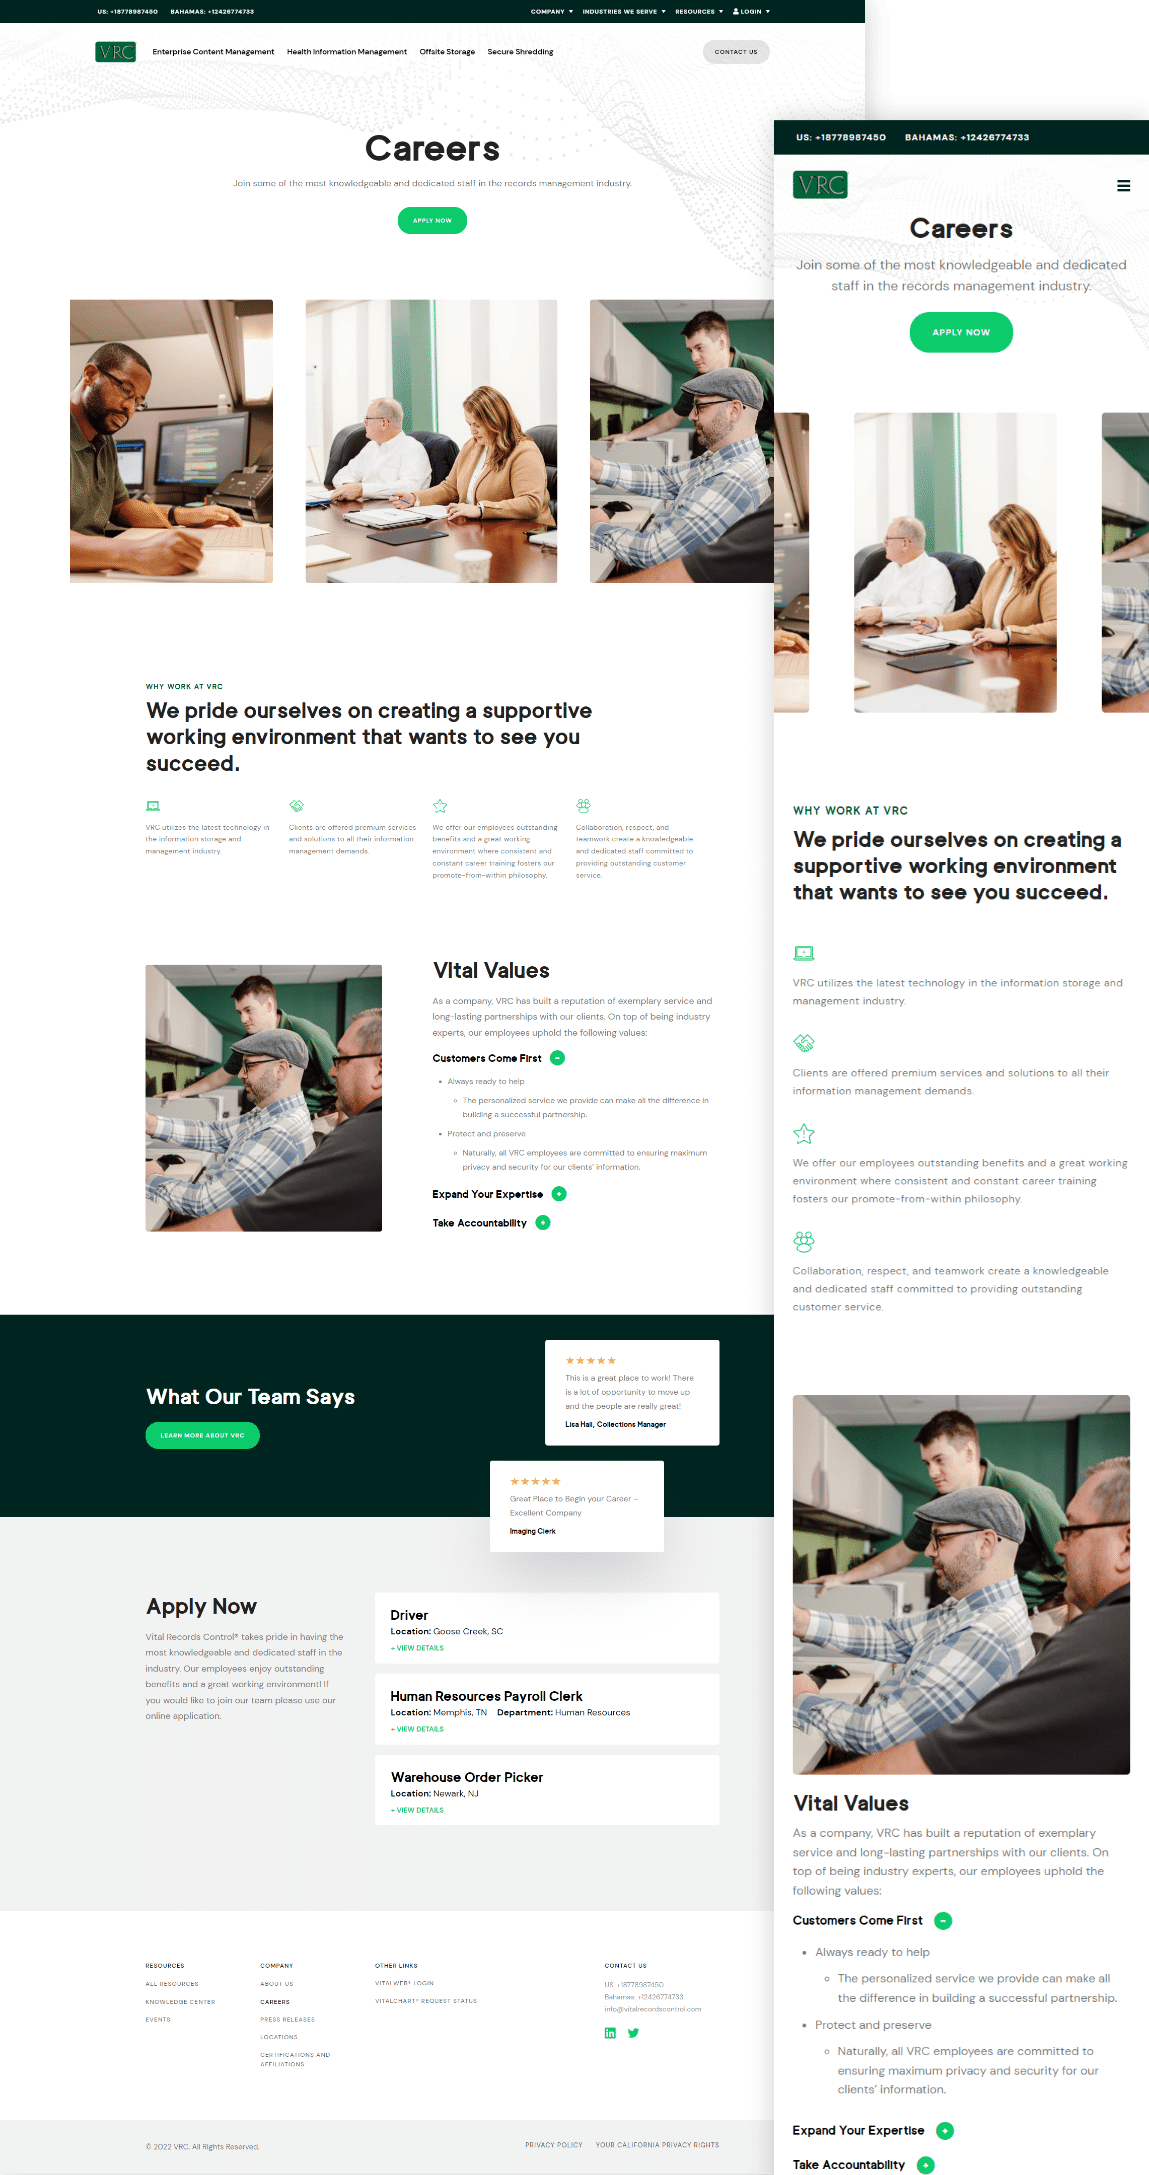 US: +18778987450 BAHAMAS: +12426774733
COMPANY INDUSTRIES WE SERVE RESOURCES LOGIN
VRC
Enterprise Content Management Health Information Management Offsite Storage Secure Shredding
CONTACT US
Careers
Join some of the most knowledgeable and dedicated staff in the records management industry.
APPLY NOW
WHY WORK AT VRC
We pride ourselves on creating a supportive
working environment that wants to see you
succeed.
VRC utilizes the latest technology in
the information storage and
management industry.
Clients are offered premium services
and solutions to all their information
management demands.
We offer our employees outstanding
benefits and a great working
environment where consistent and
constant career training fosters our
promote-from-within philosophy.
Collaboration, respect, and
teamwork create a knowledgeable
and dedicated staff committed to
providing outstanding customer
service.
Vital Values
As a company, VRC has built a reputation of exemplary service and
long-lasting partnerships with our clients. On top of being industry
experts, our employees uphold the following values:
Customers Come First
Always ready to help
The personalized service we provide can make all the difference in
building a successful partnership.
Protect and preserve
Naturally, all VRC employees are committed to ensuring maximum
privacy and security for our clients' information.
Expand Your Expertise
Take Accountability
What Our Team Says
LEARN MORE ABOUT VRC
This is a great place to work! There
is a lot of opportunity to move up
and the people are really great!
Lisa Hall, Collections Manager
Great Place to Begin your Career –
Excellent Company
Imaging Clerk
Apply Now
Vital Records Control® takes pride in having the
most knowledgeable and dedicated staff in the
industry. Our employees enjoy outstanding
benefits and a great working environment! If
you would like to join our team please use our
online application.
Driver
Location: Goose Creek, SC
+ VIEW DETAILS
Human Resources Payroll Clerk
Location: Memphis, TN Department: Human Resources
+ VIEW DETAILS
Warehouse Order Picker
Location: Newark, NJ
+ VIEW DETAILS
RESOURCES
ALL RESOURCES
KNOWLEDGE CENTER
EVENTS
COMPANY
ABOUT US
CAREERS
PRESS RELEASES
LOCATIONS
CERTIFICATIONS AND
AFFILIATIONS
OTHER LINKS
VITALWEB® LOGIN
VITALCHART® REQUEST STATUS
CONTACT US
US: +18778987450
Bahamas: +12426774733
info@vitalrecordscontrol.com
© 2022 VRC. All Rights Reserved.
PRIVACY POLICY YOUR CALIFORNIA PRIVACY RIGHTS
US: +18778987450 BAHAMAS: +12426774733
VRC
Careers
Join some of the most knowledgeable and dedicated
staff in the records management industry.
APPLY NOW
WHY WORK AT VRC
We pride ourselves on creating a
supportive working environment
that wants to see you succeed.
VRC utilizes the latest technology in the information storage and
management industry.
Clients are offered premium services and solutions to all their
information management demands.
We offer our employees outstanding benefits and a great working
environment where consistent and constant career training
fosters our promote-from-within philosophy.
Collaboration, respect, and teamwork create a knowledgeable
and dedicated staff committed to providing outstanding
customer service.
Vital Values
As a company, VRC has built a reputation of exemplary
service and long-lasting partnerships with our clients. On
top of being industry experts, our employees uphold the
following values:
Customers Come First
Always ready to help
The personalized service we provide can make all
the difference in building a successful partnership.
Protect and preserve
Naturally, all VRC employees are committed to
ensuring maximum privacy and security for our
clients' information.
Expand Your Expertise
Take Accountability